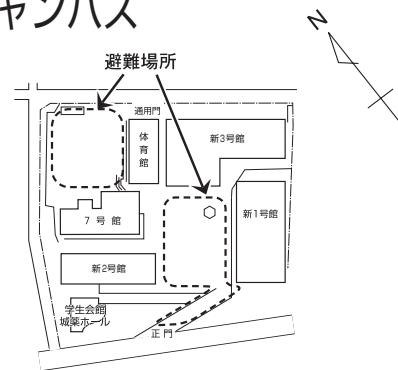 キャンパス
N
避難場所
通用門
体育館
新3号館
7号館
新1号館
新2号館
学生会館
城薬ホール
正門